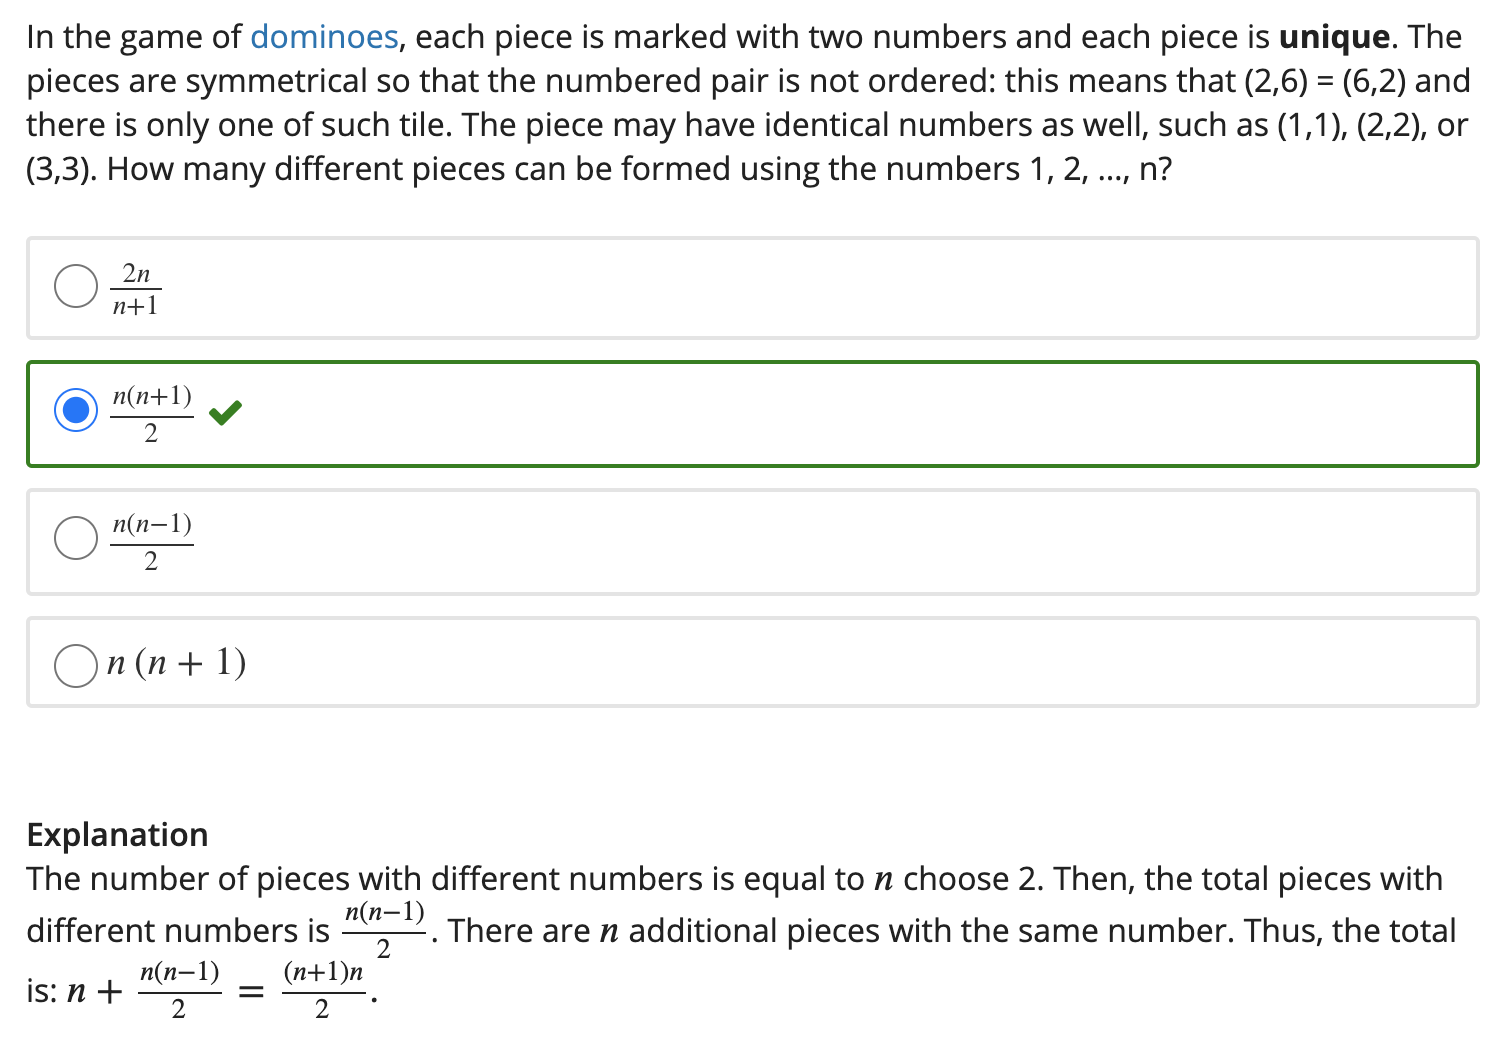 In the game of dominoes, each piece is marked with two numbers and each piece is unique. The
pieces are symmetrical so that the numbered pair is not ordered: this means that (2,6) = (6,2) and
there is only one of such tile. The piece may have identical numbers as well, such as (1,1), (2,2), or
(3,3). How many different pieces can be formed using the numbers 1, 2, ..., n?
2n/n+1
n(n+1)/2
n(n−1)/2
n (n + 1)
Explanation
The number of pieces with different numbers is equal to n choose 2. Then, the total pieces with
different numbers is n(n−1)/2. There are n additional pieces with the same number. Thus, the total
is: n + n(n−1)/2 = (n+1)n/2.